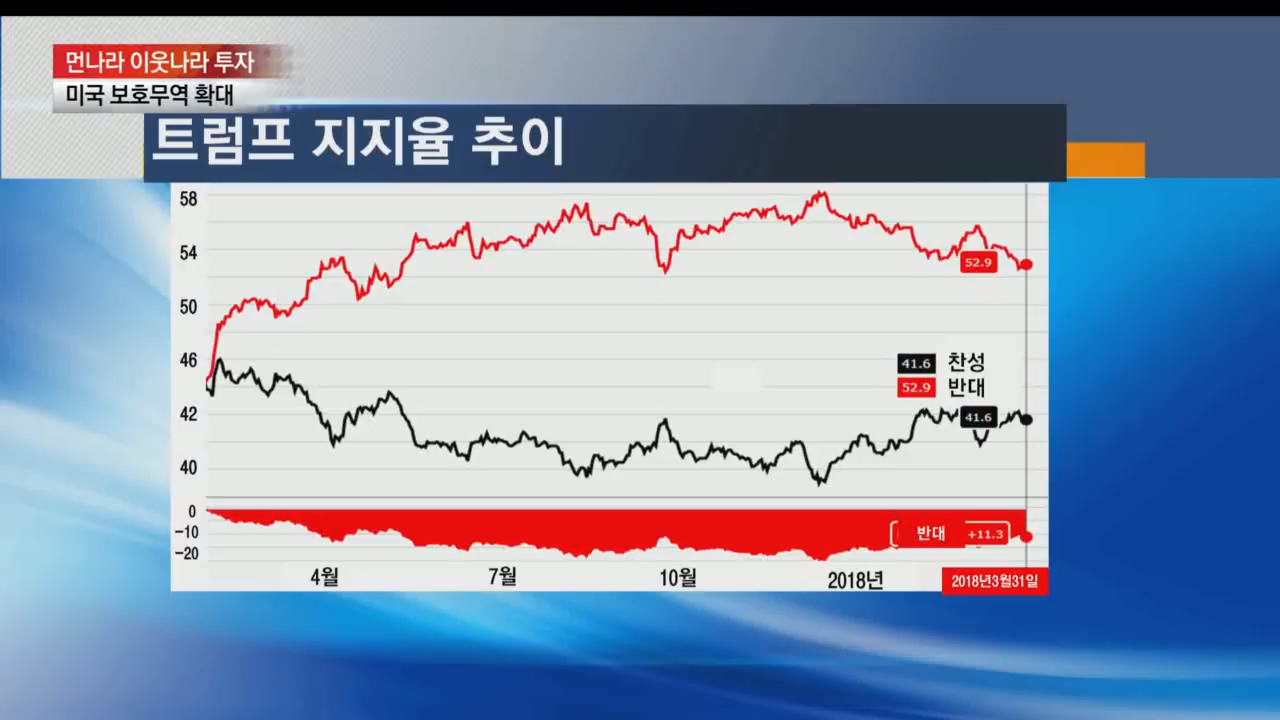 먼나라 이웃나라 투자
미국 보호무역 확대
트럼프 지지율 추이
58
54
50
46
42
40
0
-10
-20
52.9
41.6 찬성
52.9 반대
41.6
반대 +11.3
4월 7월 10월 2018년 2018년3월31일